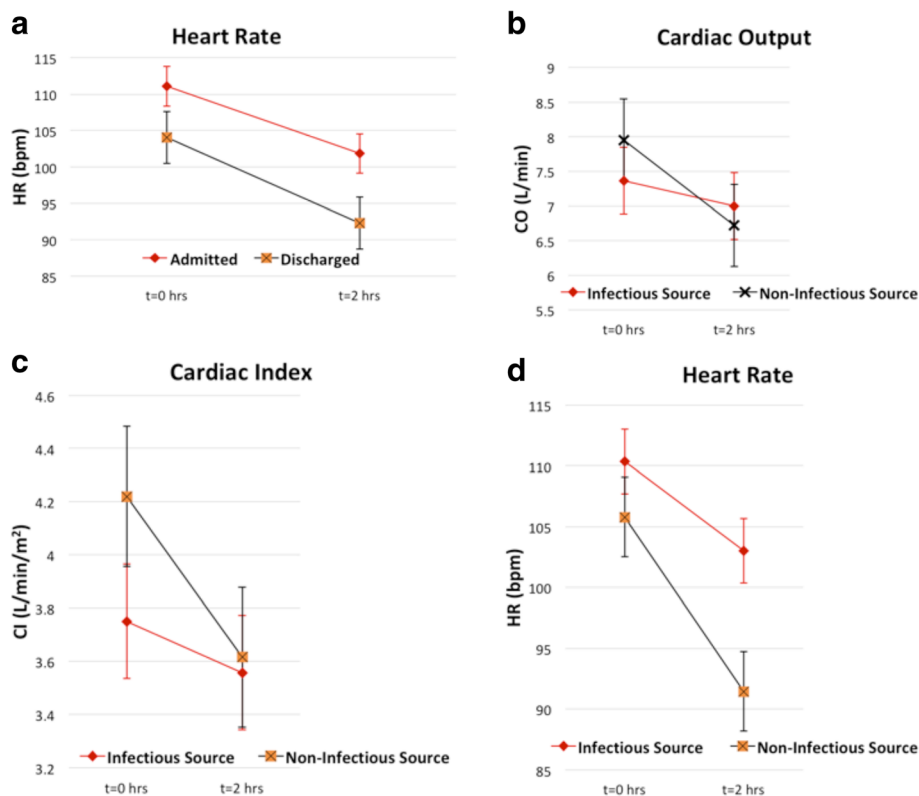 a
Heart Rate
115
110
105
100
95
90
85
HR (bpm)
Admitted Discharged
t=0 hrs t=2 hrs
b
Cardiac Output
9
8.5
8
7.5
7
6.5
6
5.5
CO (L/min)
Infectious Source Non-Infectious Source
t=0 hrs t=2 hrs
c
Cardiac Index
4.6
4.4
4.2
4
3.8
3.6
3.4
3.2
CI (L/min/m²)
Infectious Source Non-Infectious Source
t=0 hrs t=2 hrs
d
Heart Rate
115
110
105
100
95
90
85
HR (bpm)
Infectious Source Non-Infectious Source
t=0 hrs t=2 hrs